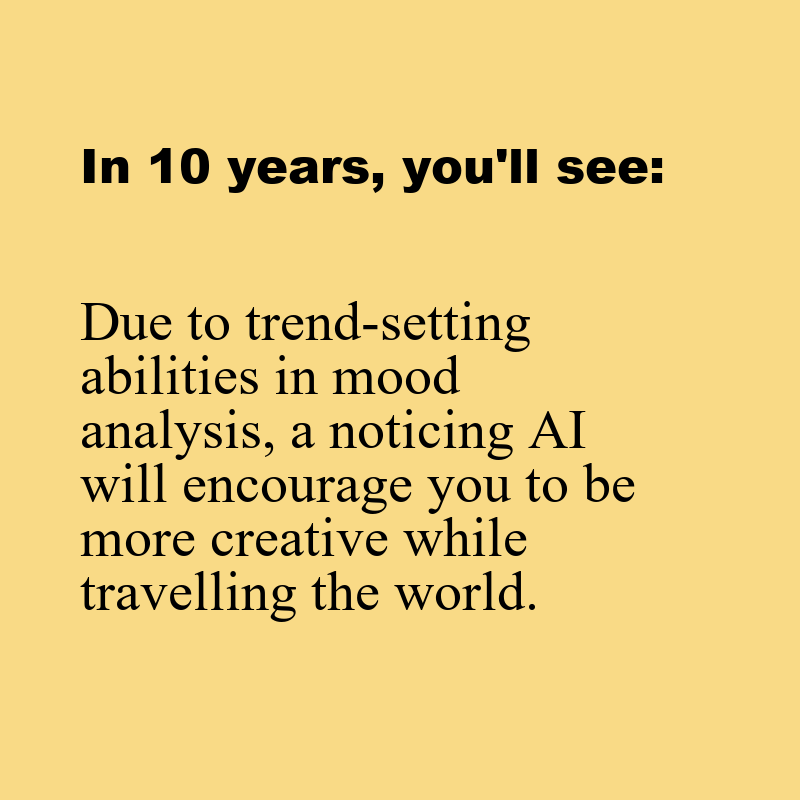 In 10 years, you'll see:
Due to trend-setting
abilities in mood
analysis, a noticing AI
will encourage you to be
more creative while
travelling the world.